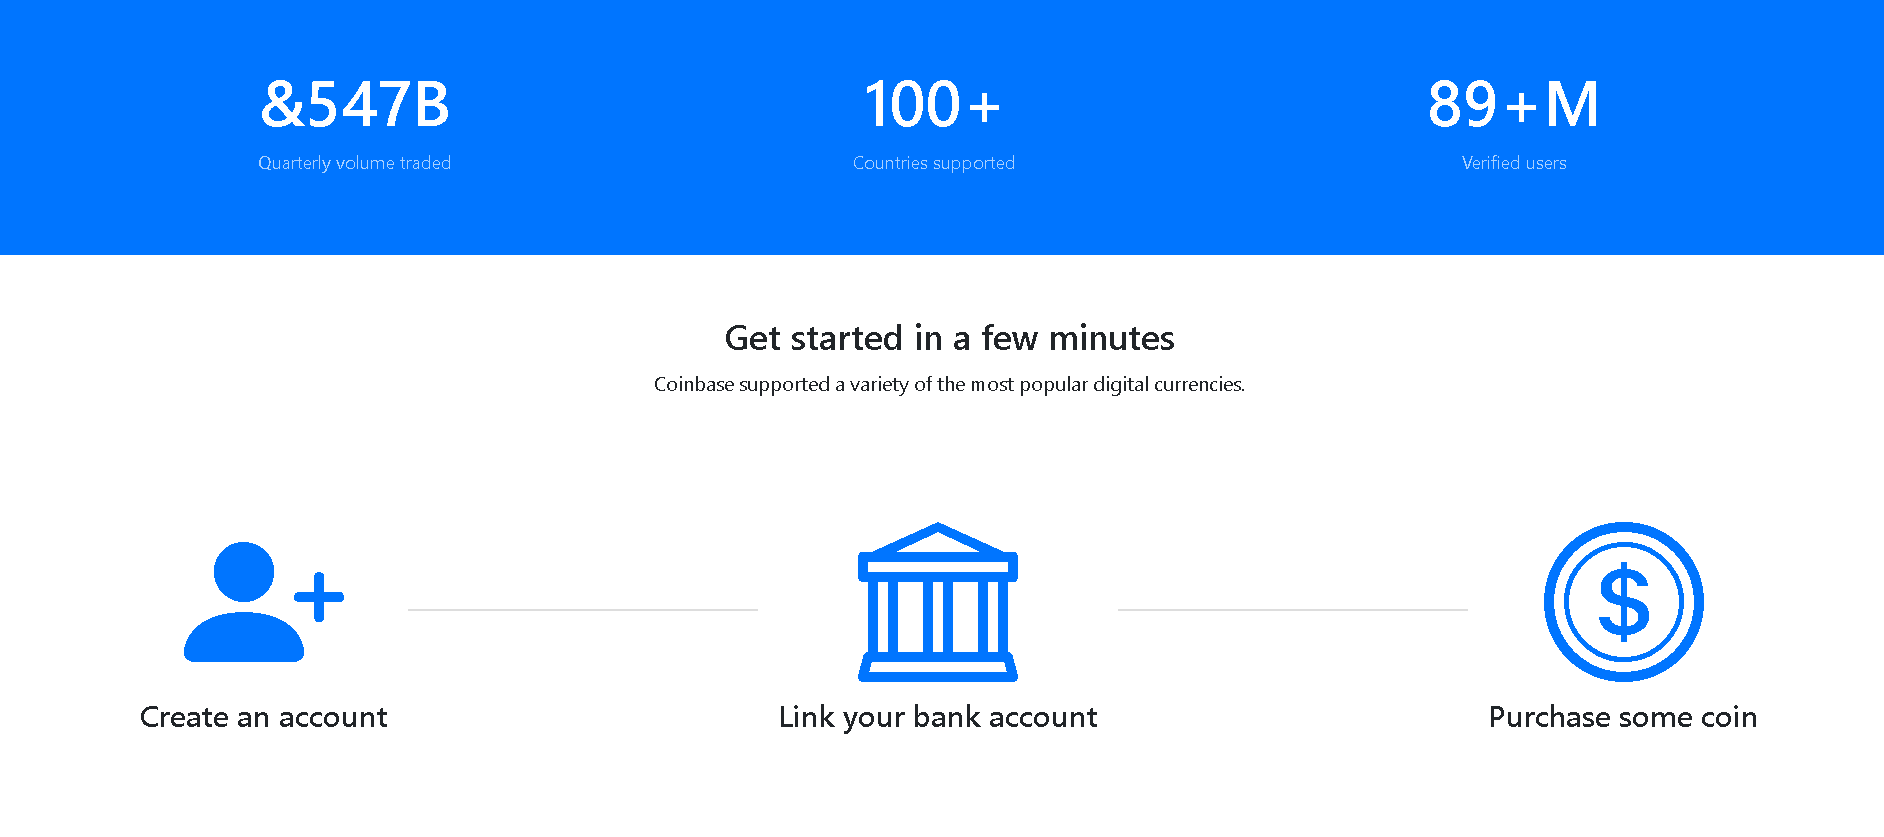 &547B
100+
89+M
Quarterly volume traded
Countries supported
Verified users
Get started in a few minutes
Coinbase supported a variety of the most popular digital currencies.
$
Create an account
Link your bank account
Purchase some coin